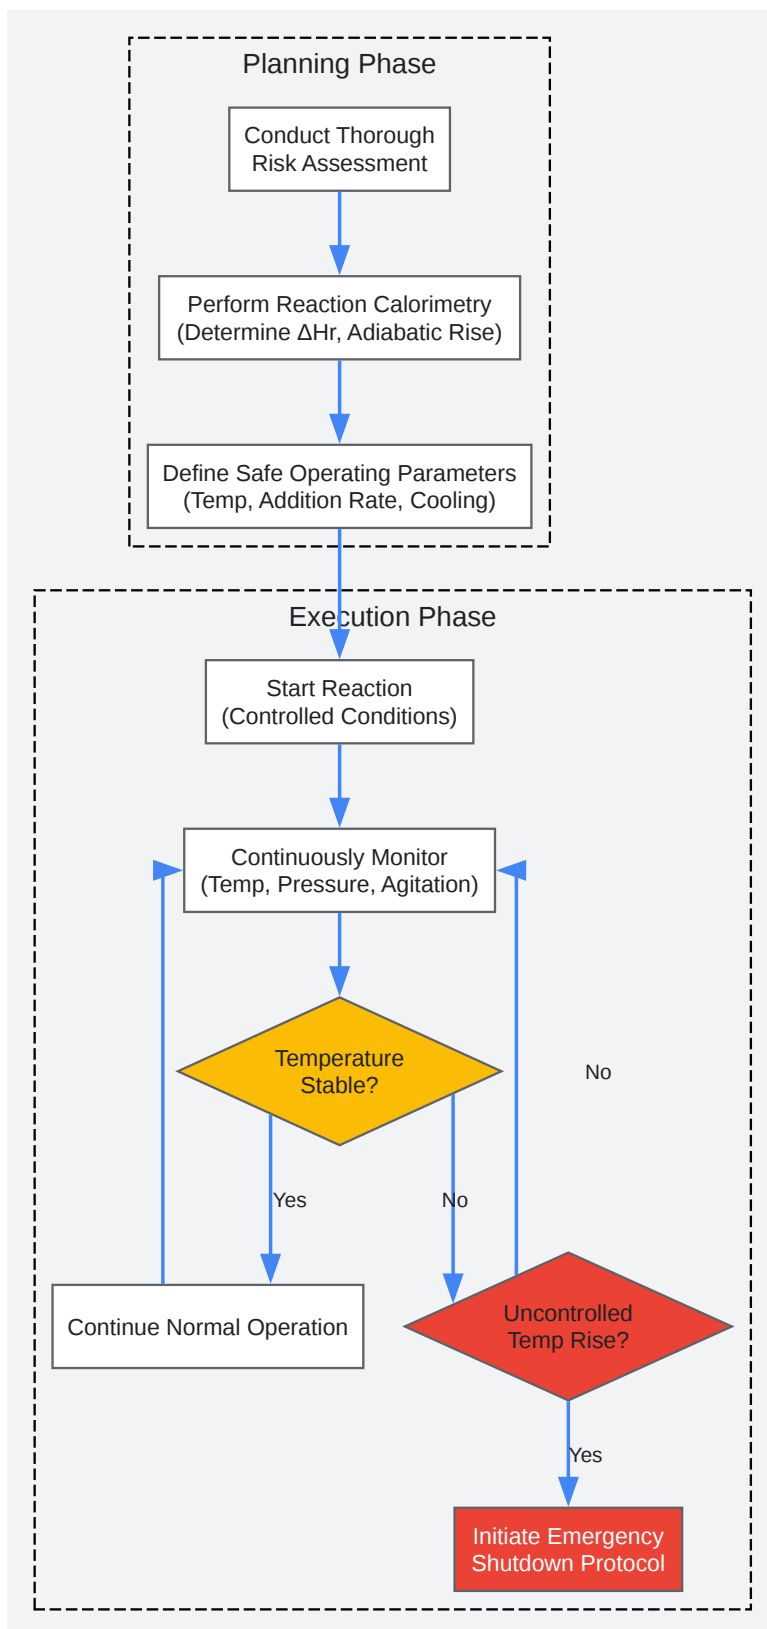 Planning Phase
Conduct Thorough
Risk Assessment
Perform Reaction Calorimetry
(Determine ΔHr, Adiabatic Rise)
Define Safe Operating Parameters
(Temp, Addition Rate, Cooling)
Execution Phase
Start Reaction
(Controlled Conditions)
Continuously Monitor
(Temp, Pressure, Agitation)
Temperature
Stable?
No
Yes
No
Continue Normal Operation
Uncontrolled
Temp Rise?
Yes
Initiate Emergency
Shutdown Protocol